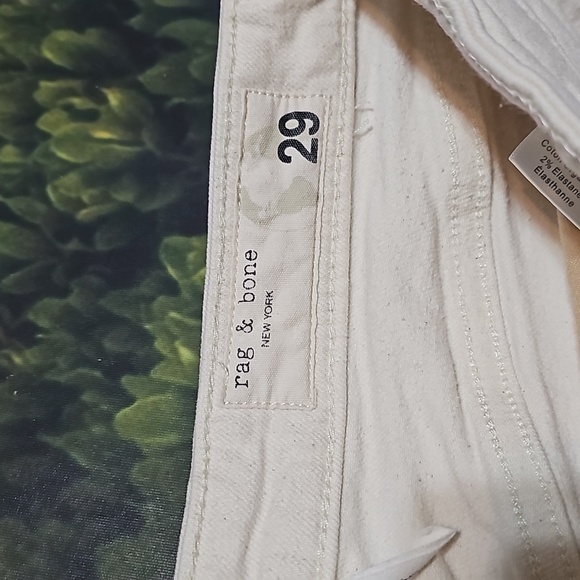 29
rag & bone
NEW YORK
2% Elastane
Elasthanne